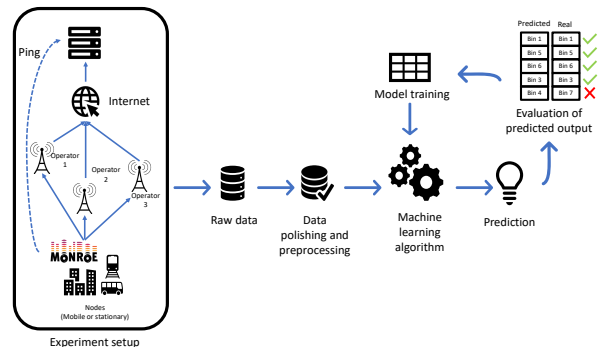 Ping
Internet
Operator
1
Operator
2
Operator
3
MONROE
Nodes
(Mobile or stationary)
Experiment setup
Raw data
Data
polishing and
preprocessing
Machine
learning
algorithm
Model training
Prediction
Predicted Real
Bin 1 Bin 1
Bin 5 Bin 5
Bin 6 Bin 6
Bin 3 Bin 3
Bin 4 Bin 7
Evaluation of
predicted output